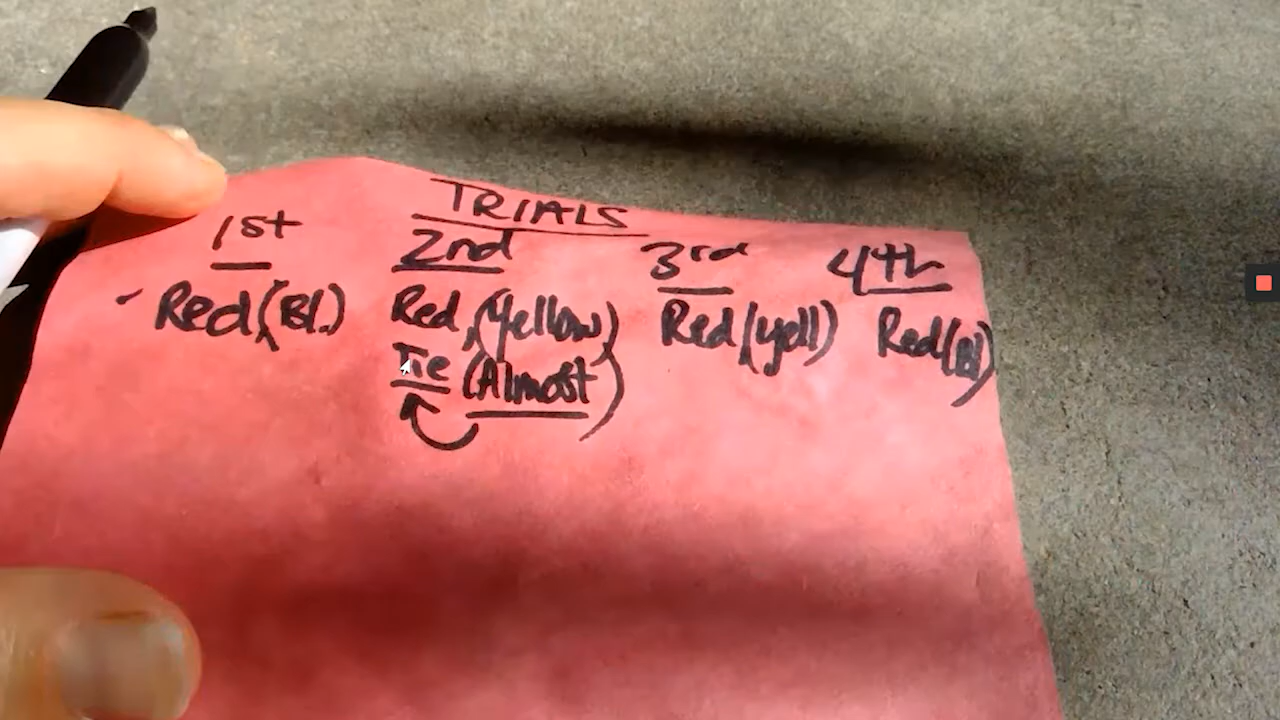 TRIALS
1st 2nd 3rd 4th
- Red (Bl.) Red (Yellow) Red (Yell) Red (Bl)
Tie (Almost)